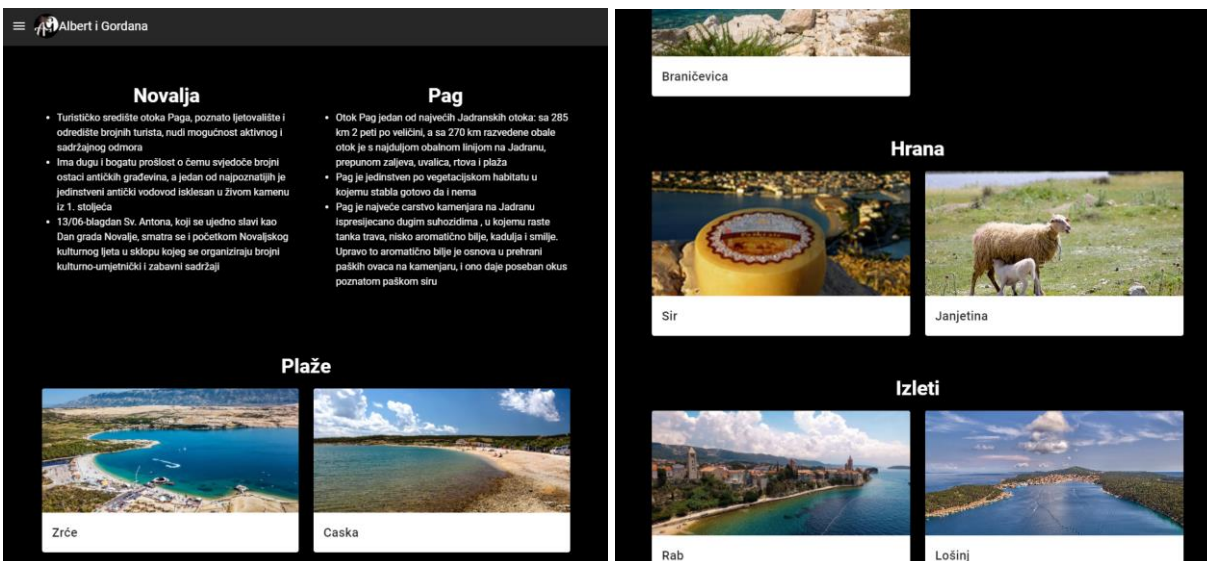 Albert i Gordana
Novalja
• Turističko središte otoka Paga, poznato ljetovalište i
odredište brojnih turista, nudi mogućnost aktivnog i
sadržajnog odmora
• Ima dugu i bogatu prošlost o čemu svjedoče brojni
ostaci antičkih građevina, a jedan od najpoznatijih je
jedinstveni antički vodovod isklesan u živom kamenu
iz 1. stoljeća
• 13/06-blagdan Sv. Antona, koji se ujedno slavi kao
Dan grada Novalje, smatra se i početkom Novaljskog
kulturnog ljeta u sklopu kojeg se organiziraju brojni
kulturno-umjetnički i zabavni sadržaji
Pag
• Otok Pag jedan od najvećih Jadranskih otoka: sa 285
km 2 peti po veličini, a sa 270 km razvedene obale
otok je s najduljom obalnom linijom na Jadranu,
prepunom zaljeva, uvalica, rtova i plaža
• Pag je jedinstven po vegetacijskom habitatu u
kojemu stabla gotovo da i nema
• Pag je najveće carstvo kamenjara na Jadranu
ispresijecano dugim suhozidima , u kojemu raste
tanka trava, nisko aromatično bilje, kadulja i smilje.
Upravo to aromatično bilje je osnova u prehrani
paških ovaca na kamenjaru, i ono daje poseban okus
poznatom paškom siru
Plaže
Zrće
Caska
Braničevica
Hrana
Sir
Janjetina
Izleti
Rab
Lošinj